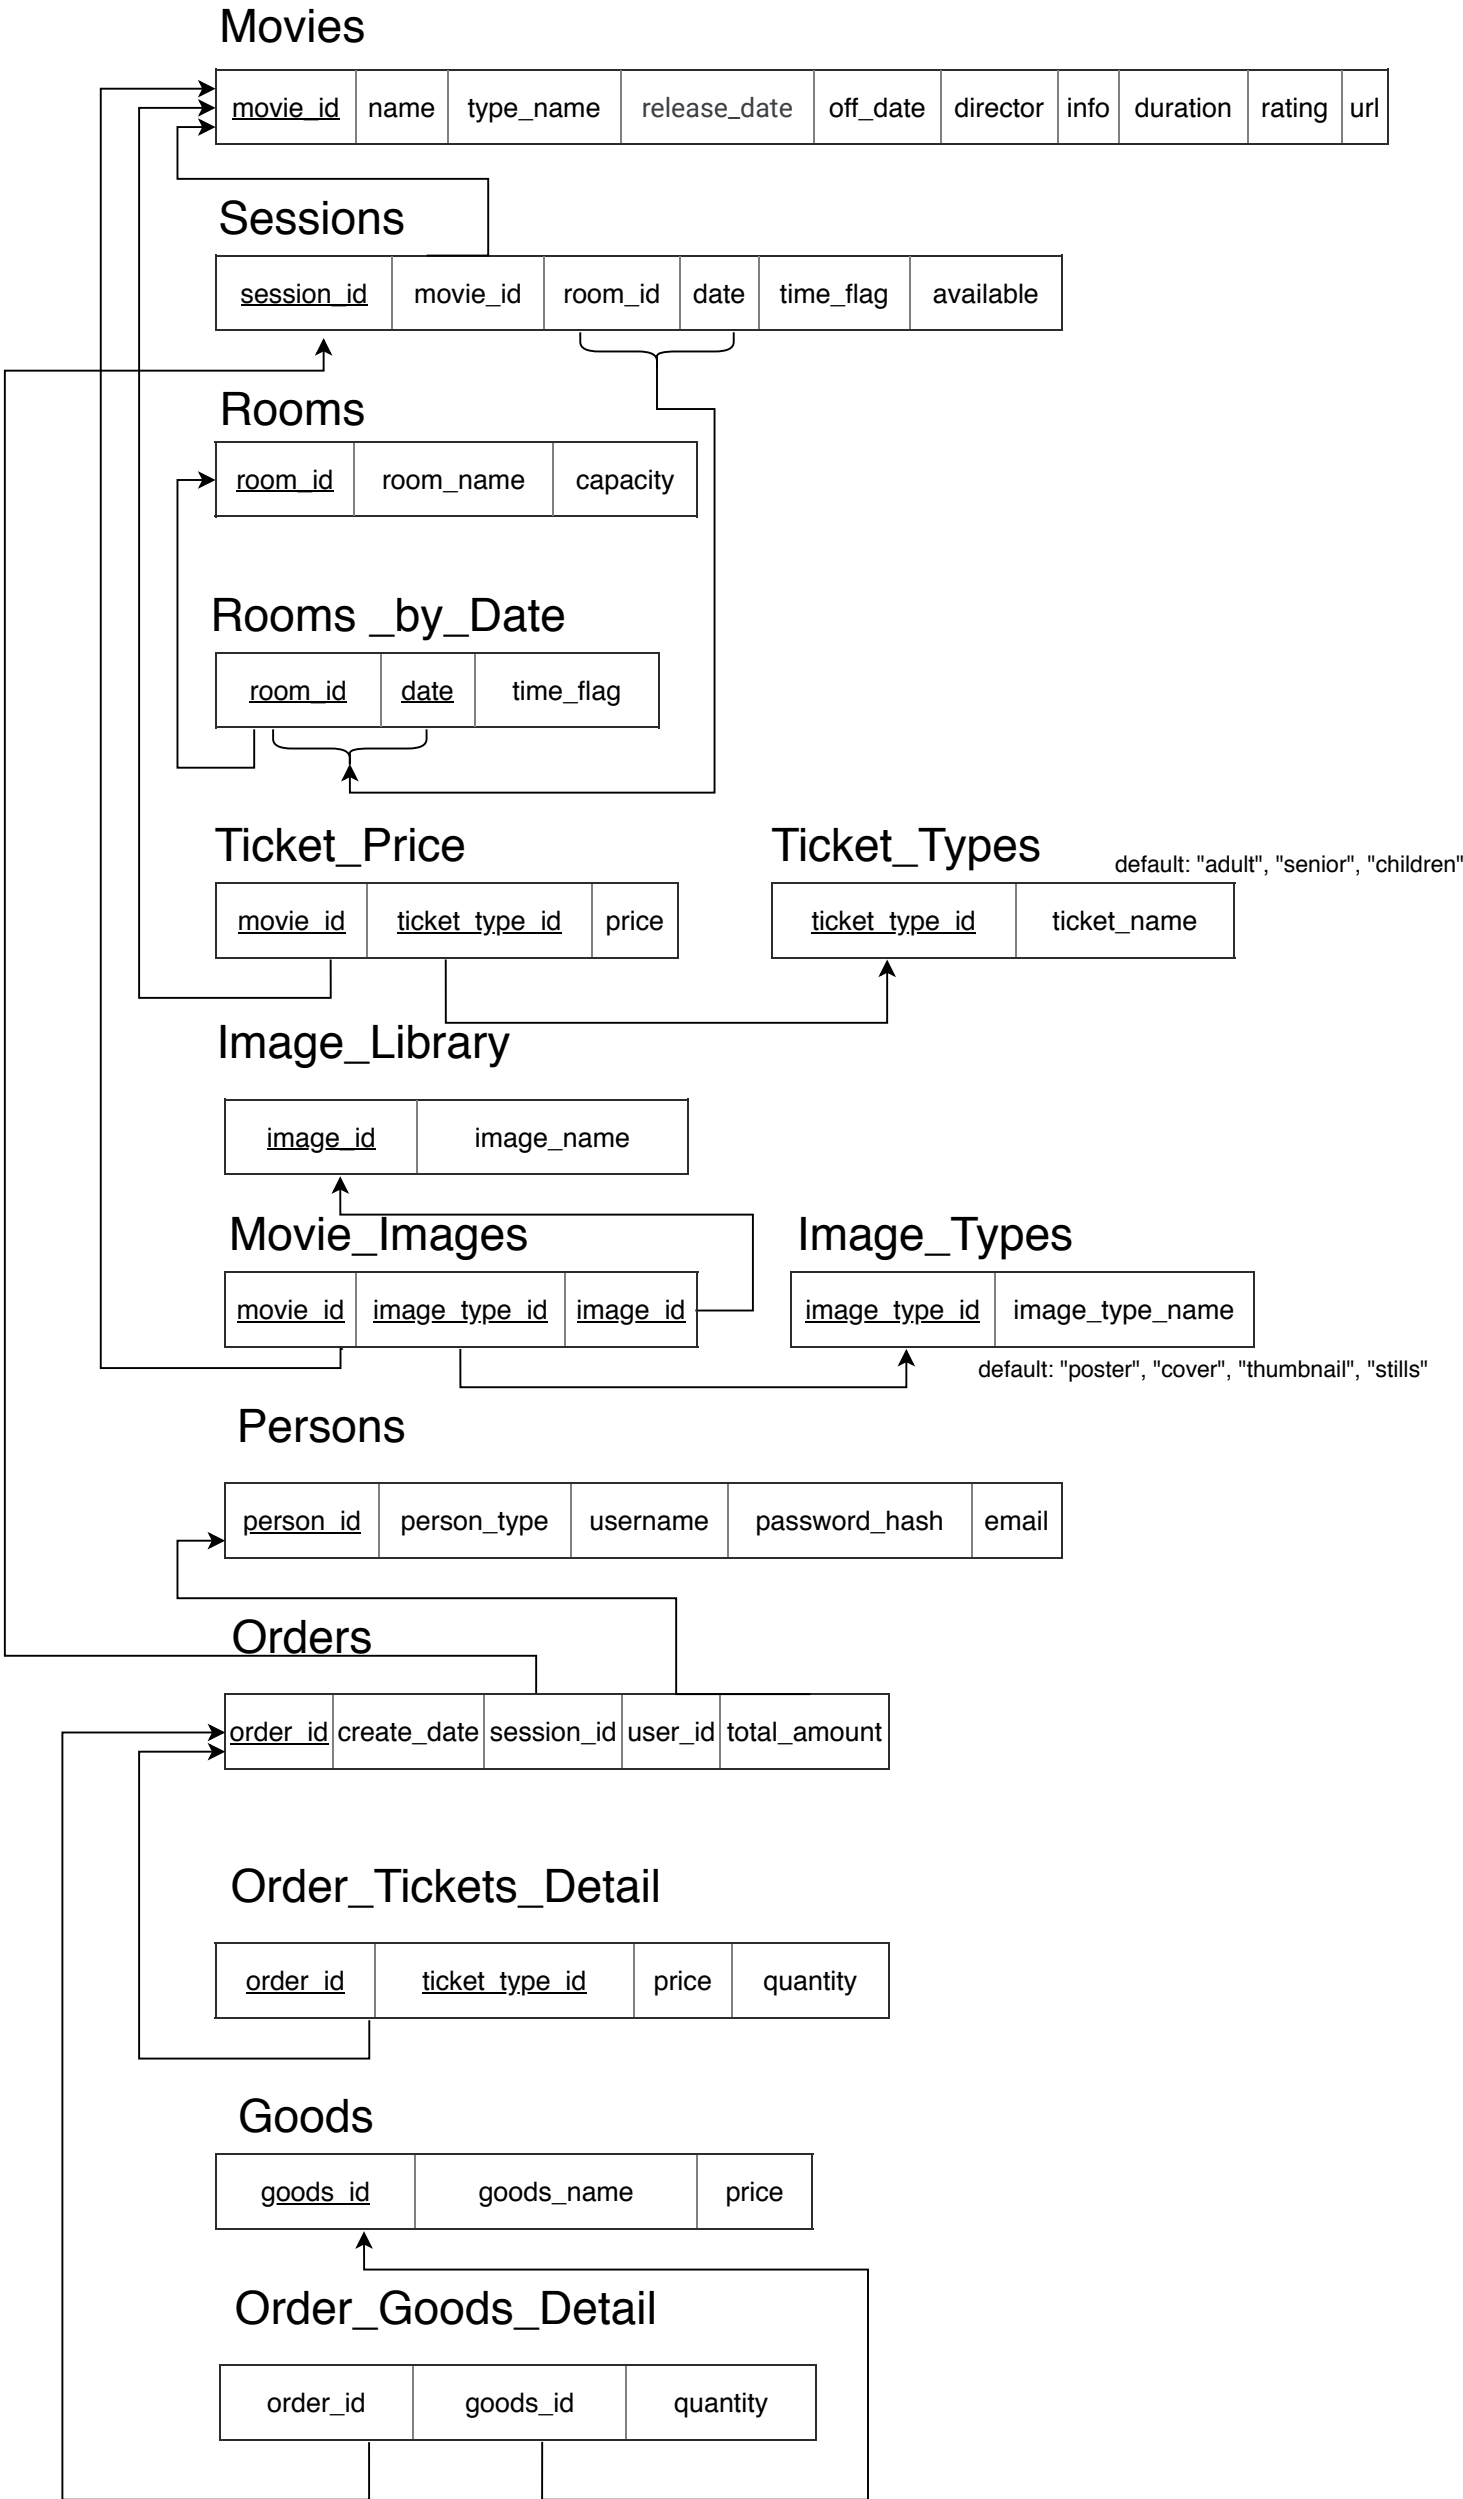 Movies
movie_id name type_name release_date off_date director info duration rating url
Sessions
session_id movie_id room_id date time_flag available
Rooms
room_id room_name capacity
Rooms _by_Date
room_id date time_flag
Ticket_Price
Ticket_Types
default: "adult", "senior", "children"
movie_id ticket_type_id price
ticket_type_id ticket_name
Image_Library
image_id image_name
Movie_Images
Image_Types
movie_id image_type_id image_id
image_type_id image_type_name
default: "poster", "cover", "thumbnail", "stills"
Persons
person_id person_type username password_hash email
Orders
order_id create_date session_id user_id total_amount
Order_Tickets_Detail
order_id ticket_type_id price quantity
Goods
goods_id goods_name price
Order_Goods_Detail
order_id goods_id quantity